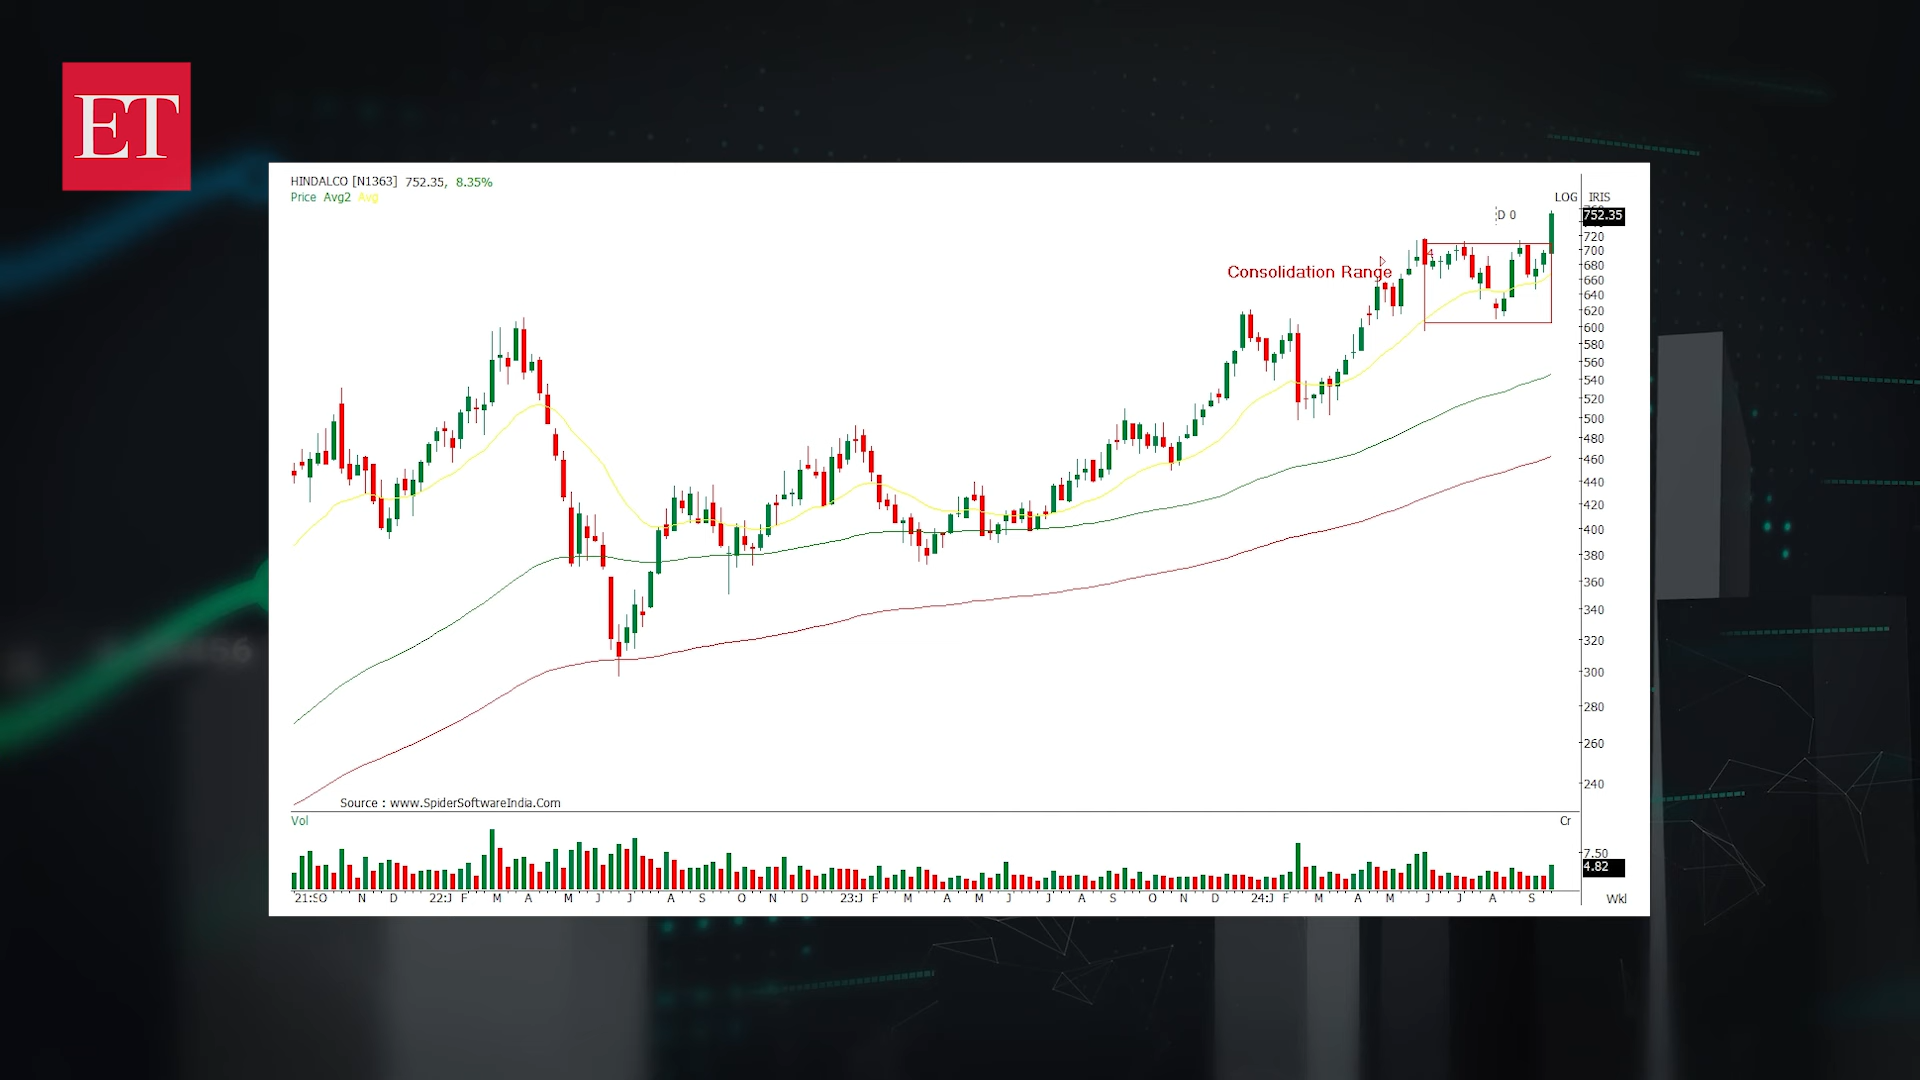 ET
HINDALCO [N1363] 752.35, 8.35%
Price Avg2 Avg
LOG IRIS
D 0
752.35
720
700
Consolidation Range
4
680
660
640
620
600
580
560
540
520
500
480
460
440
420
400
380
360
340
320
300
280
260
240
Source : www.SpiderSoftwareIndia.Com
Vol
Cr
7.50
4.82
21:SO N D 22:J F M A M J J A S O N D 23:J F M A M J J A S O N D 24:J F M A M J J A S
Wkl